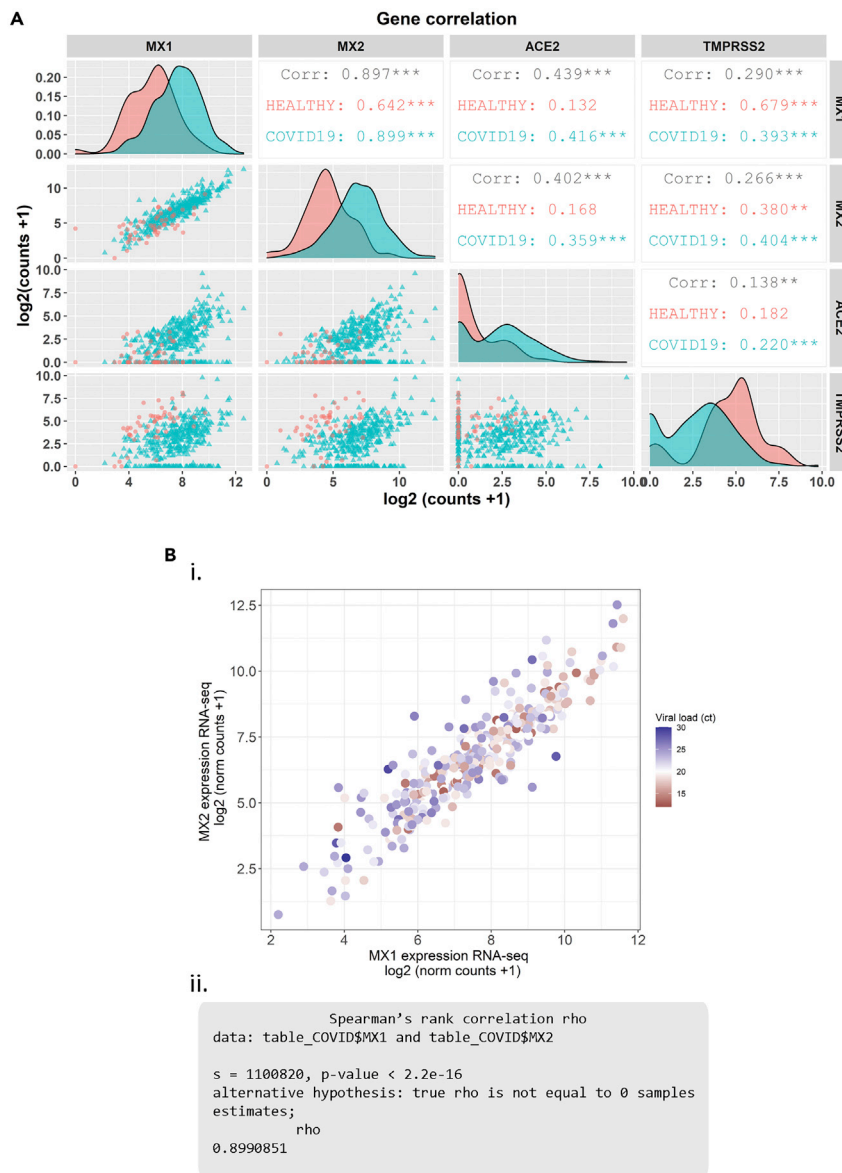 A
Gene correlation
MX1 MX2 ACE2 TMPRSS2
Corr: 0.897*** Corr: 0.439*** Corr: 0.290***
HEALTHY: 0.642*** HEALTHY: 0.132 HEALTHY: 0.679***
COVID19: 0.899*** COVID19: 0.416*** COVID19: 0.393***
0.20
0.15
0.10
0.05
0.00
MX1
Corr: 0.402*** Corr: 0.266***
HEALTHY: 0.168 HEALTHY: 0.380**
COVID19: 0.359*** COVID19: 0.404***
10
5
0
MX2
log2(counts +1)
Corr: 0.138**
HEALTHY: 0.182
COVID19: 0.220***
10.0
7.5
5.0
2.5
0.0
ACE2
10.0
7.5
5.0
2.5
0.0
TMPRSS2
0 4 8 12 0 5 10 0.0 2.5 5.0 7.5 10.0 0.0 2.5 5.0 7.5 10.0
log2 (counts +1)
B
i.
12.5
10.0
7.5
5.0
2.5
MX2 expression RNA-seq
log2 (norm counts +1)
Viral load (ct)
30
25
20
15
2 4 6 8 10 12
MX1 expression RNA-seq
log2 (norm counts +1)
ii.
Spearman’s rank correlation rho
data: table_COVID$MX1 and table_COVID$MX2
s = 1100820, p-value < 2.2e-16
alternative hypothesis: true rho is not equal to 0 samples
estimates;
rho
0.8990851